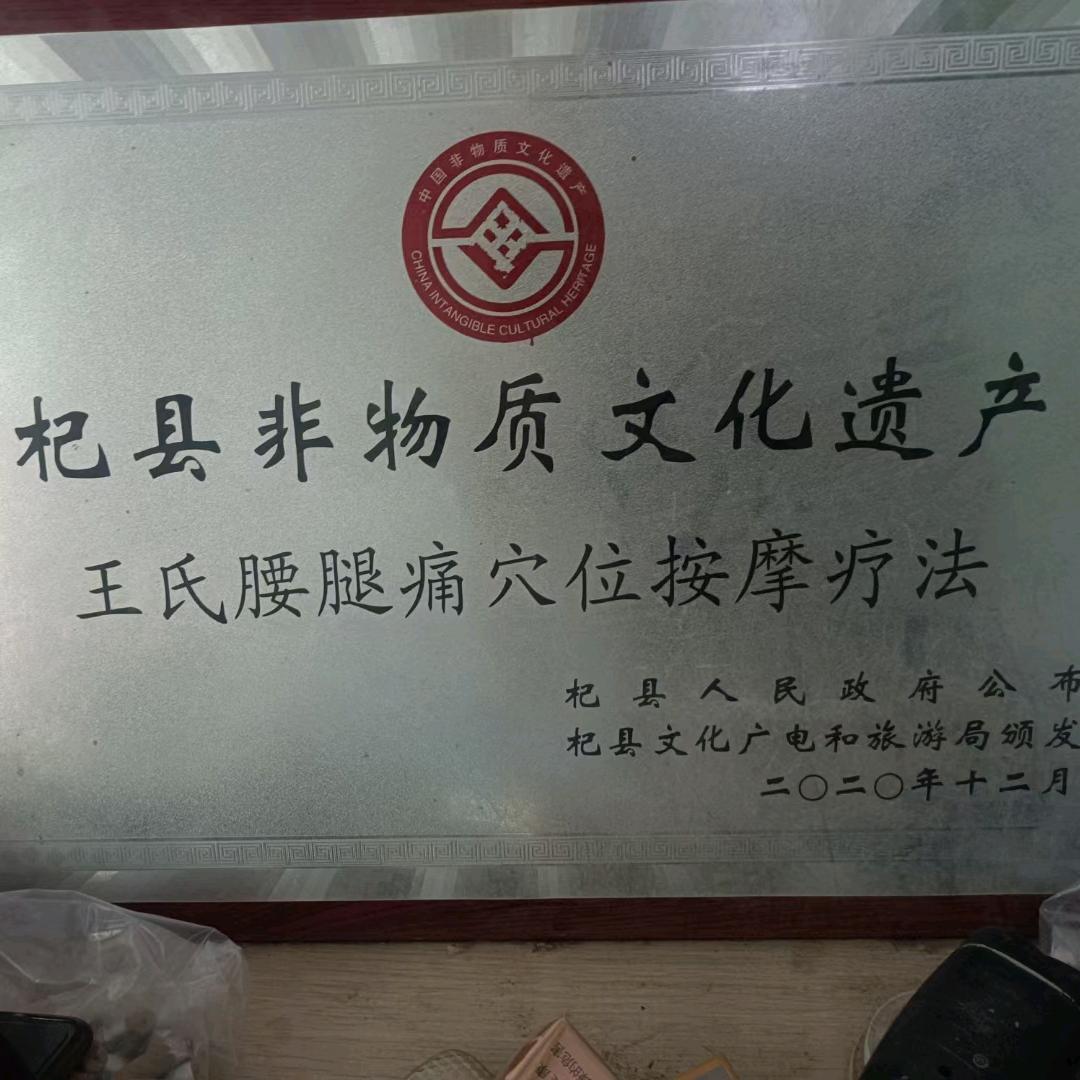 中国非物质文化遗产
CHINA INTANGIBLE CULTURAL HERITAGE
杞县非物质文化遗产
王氏腰腿痛穴位按摩疗法
杞县人民政府公布
杞县文化广电和旅游局颁发
二〇二〇年十二月